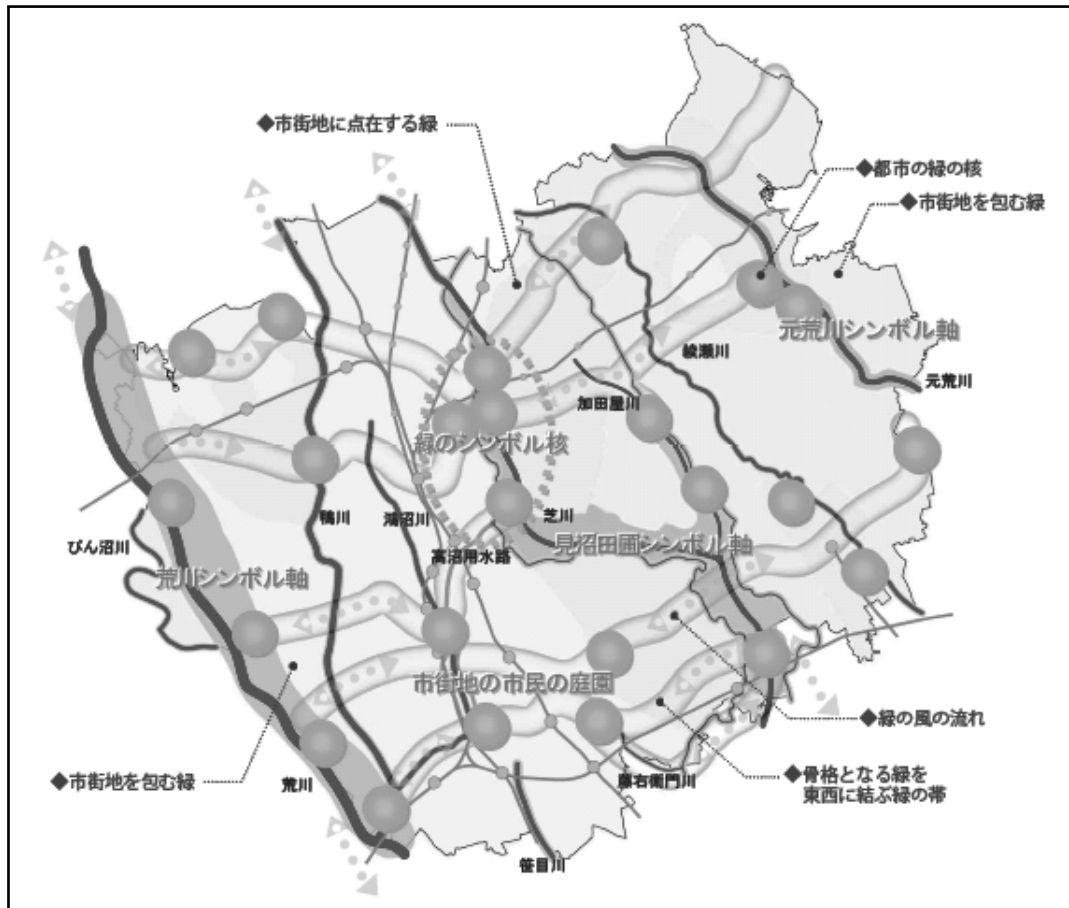 ◆市街地に点在する緑
◆都市の緑の核
◆市街地を包む緑
元荒川シンボル軸
綾瀬川
元荒川
加田屋川
緑のシンボル核
鴨川
鴻沼川
芝川
びん沼川
高沼用水路
見沼田圃シンボル軸
荒川シンボル軸
市街地の市民の庭園
◆緑の風の流れ
◆市街地を包む緑
荒川
藤右衛門川
◆骨格となる緑を
東西に結ぶ緑の帯
笹目川